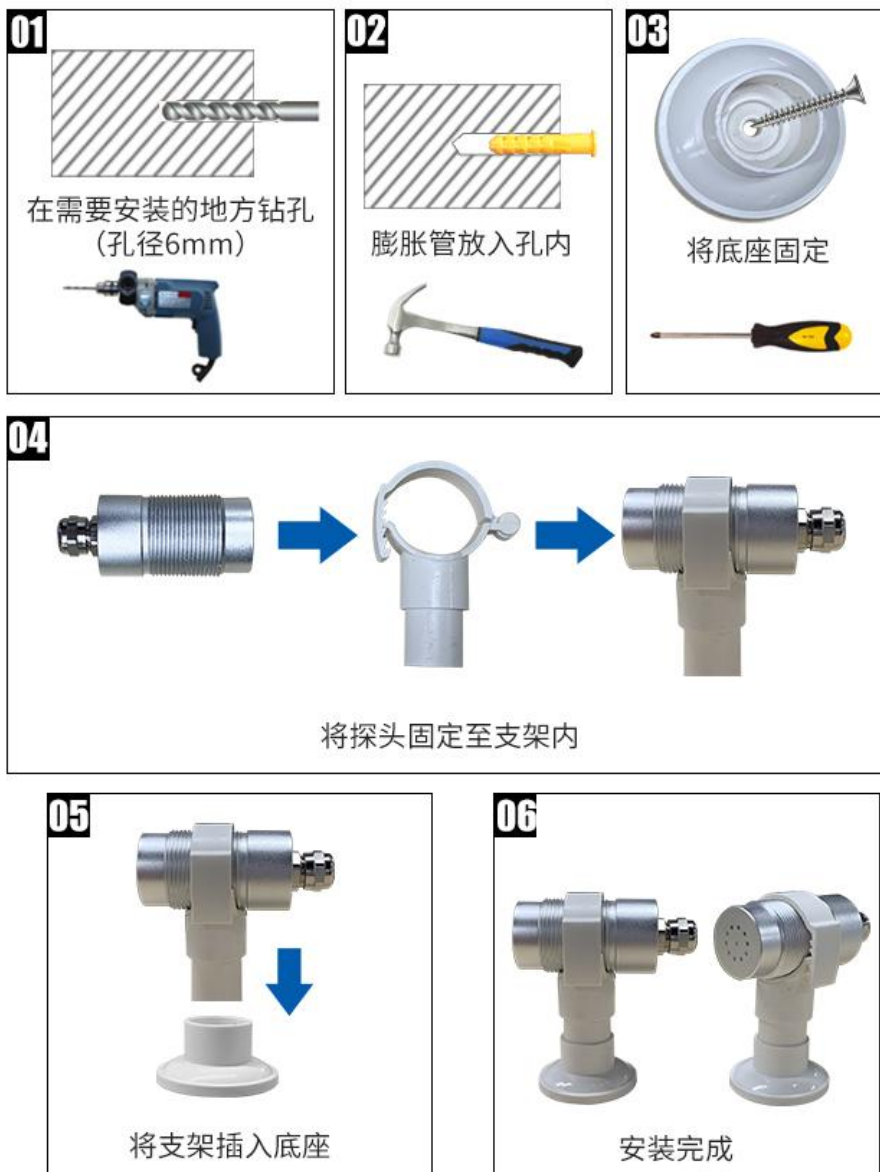 01
在需要安装的地方钻孔
（孔径6mm）
02
膨胀管放入孔内
03
将底座固定
04
将探头固定至支架内
05
将支架插入底座
06
安装完成